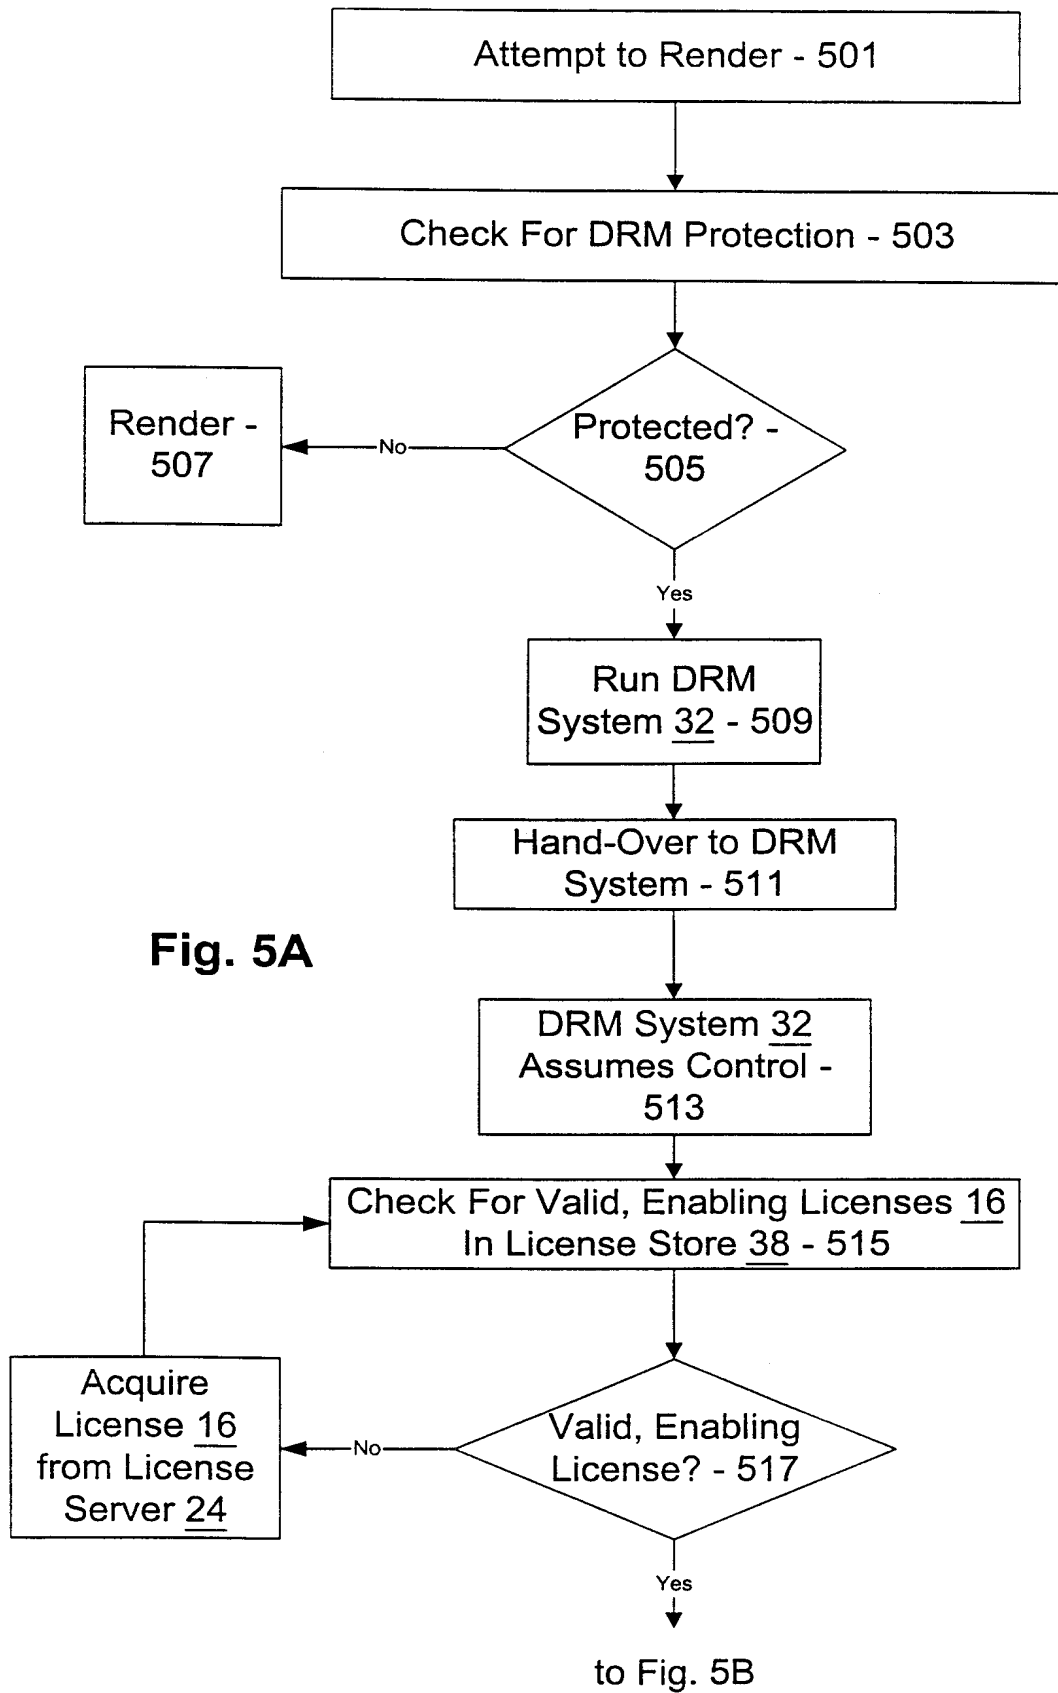 Attempt to Render - 501
Check For DRM Protection - 503
Protected? -
505
No
Render -
507
Yes
Run DRM
System 32 - 509
Hand-Over to DRM
System - 511
Fig. 5A
DRM System 32
Assumes Control -
513
Check For Valid, Enabling Licenses 16
In License Store 38 - 515
Valid, Enabling
License? - 517
No
Acquire
License 16
from License
Server 24
Yes
to Fig. 5B